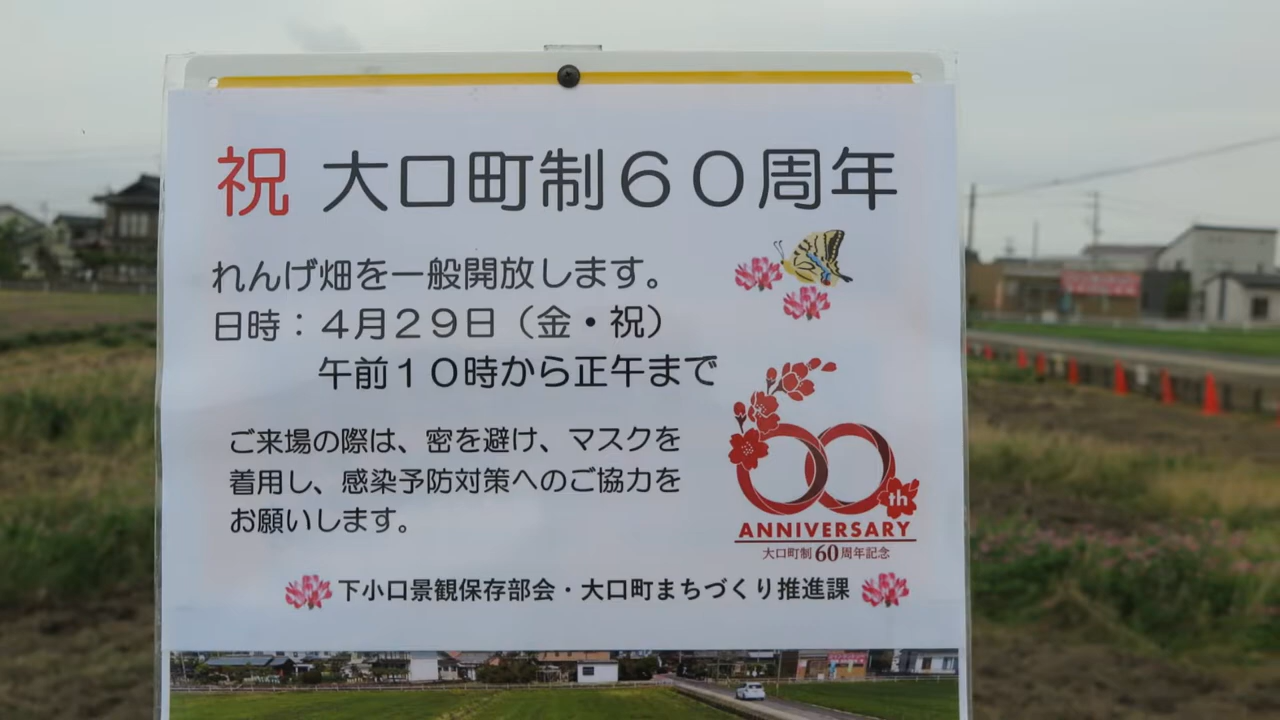 祝 大口町制60周年
れんげ畑を一般開放します。
日時：4月29日（金・祝）
午前10時から正午まで
ご来場の際は、密を避け、マスクを
着用し、感染予防対策へのご協力を
お願いします。
60th
ANNIVERSARY
大口町制60周年記念
下小口景観保存部会・大口町まちづくり推進課